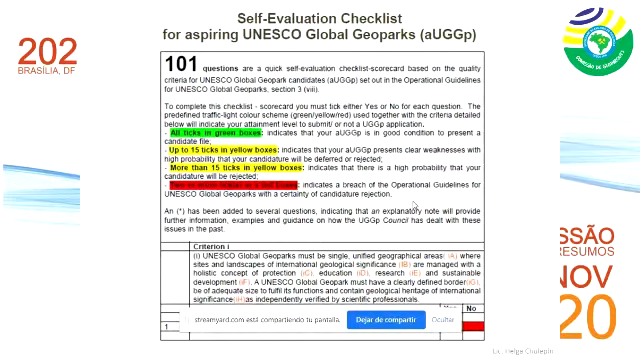 Self-Evaluation Checklist
for aspiring UNESCO Global Geoparks (aUGGp)
202
BRASÍLIA, DF
101 questions are a quick self-evaluation checklist-scorecard based on the quality
criteria for UNESCO Global Geopark candidates (aUGGp) set out in the Operational Guidelines
for UNESCO Global Geoparks, section 3 (viii).
To complete this checklist - scorecard you must tick either Yes or No for each question. The
predefined traffic-light colour scheme (green/yellow/red) used together with the criteria detailed
below will indicate your attainment level to submit/ or not a UGGp application.
- All ticks in green boxes: indicates that your aUGGp is in good condition to present a
candidate file;
- Up to 15 ticks in yellow boxes: indicates that your aUGGp presents clear weaknesses with
high probability that your candidature will be deferred or rejected;
- More than 15 ticks in yellow boxes: indicates that there is a high probability that your
candidature will be rejected;
indicates a breach of the Operational Guidelines for
UNESCO Global Geoparks with a certainty of candidature rejection.
An (*) has been added to several questions, indicating that an explanatory note will provide
further information, examples and guidance on how the UGGp Council has dealt with these
issues in the past.
Criterion i
(i) UNESCO Global Geoparks must be single, unified geographical areas(iA) where
sites and landscapes of international geological significance (iB) are managed with a
holistic concept of protection (iC), education (iD), research (iE) and sustainable
development (iF). A UNESCO Global Geopark must have a clearly defined border(iG),
be of adequate size to fulfil its functions and contain geological heritage of international
significance(iH)as independently verified by scientific professionals.
No
1
streamyard.com está compartiendo tu pantalla.
Dejar de compartir
Ocultar
SSÃO
RESUMOS
NOV
20
Lic. Helga Chulepin